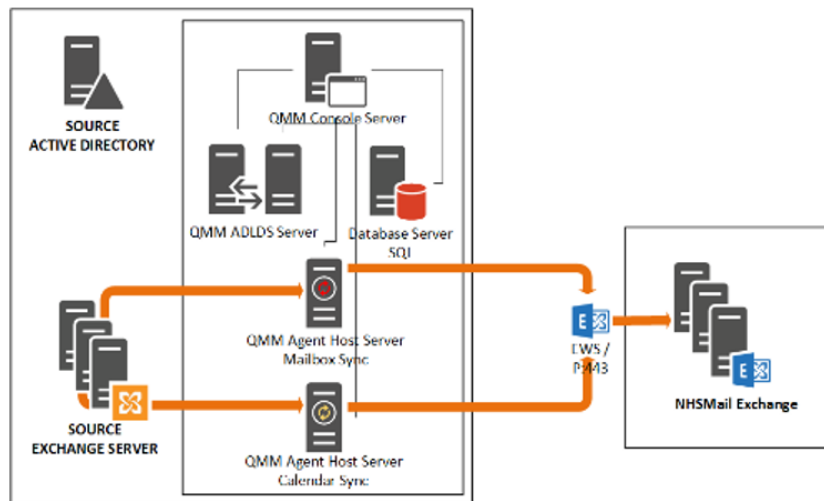 SOURCE
ACTIVE DIRECTORY
QMM Console Server
QMM ADLDS Server
Database Server
SQL
QMM Agent Host Server
Mailbox Sync
EWS /
P:443
NHSMail Exchange
SOURCE
EXCHANGE SERVER
QMM Agent Host Server
Calendar Sync